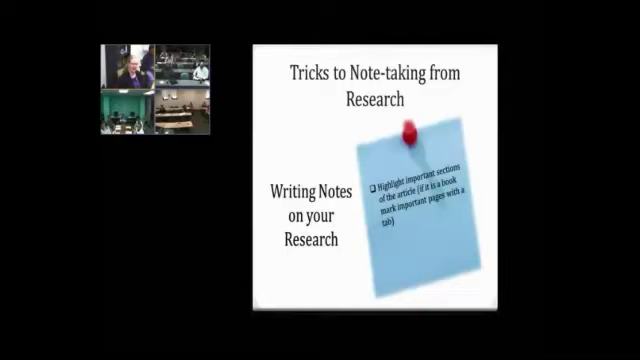 Tricks to Note-taking from
Research
Writing Notes
on your
Research
❑ Highlight important sections
of the article (if it is a book
mark important pages with a
tab)